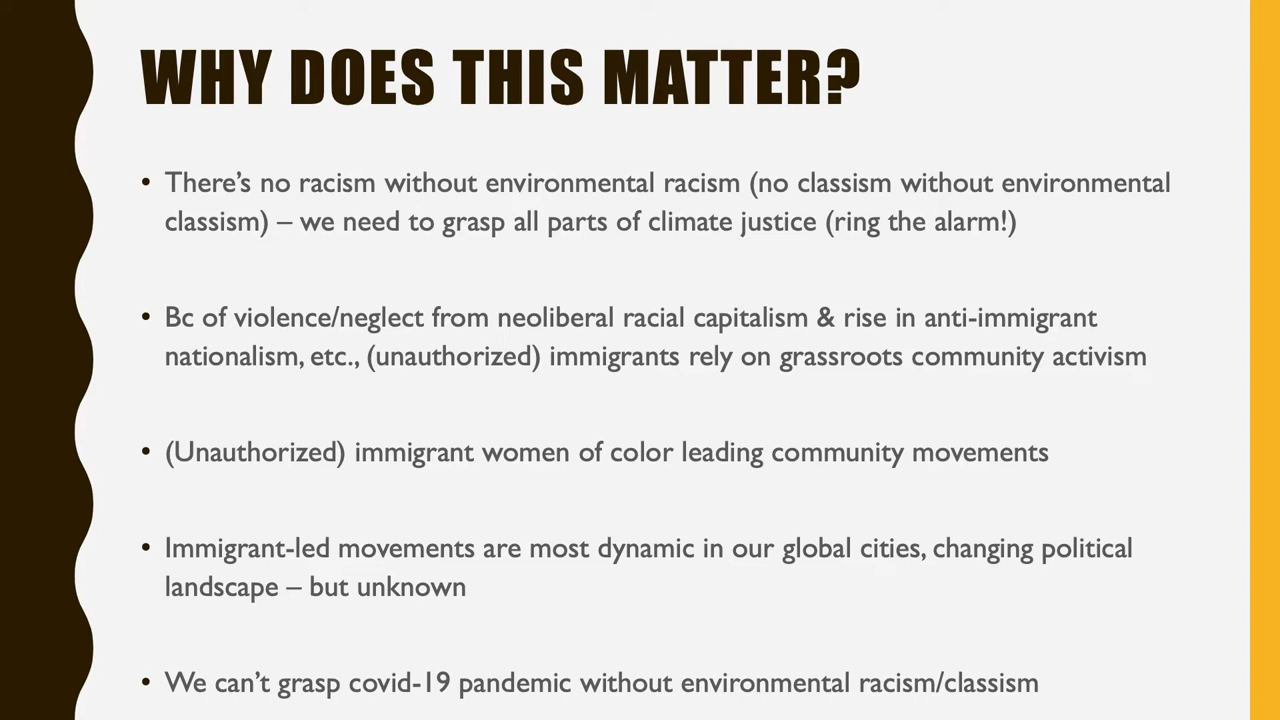 WHY DOES THIS MATTER?
• There's no racism without environmental racism (no classism without environmental
classism) – we need to grasp all parts of climate justice (ring the alarm!)
• Bc of violence/neglect from neoliberal racial capitalism & rise in anti-immigrant
nationalism, etc., (unauthorized) immigrants rely on grassroots community activism
• (Unauthorized) immigrant women of color leading community movements
• Immigrant-led movements are most dynamic in our global cities, changing political
landscape – but unknown
• We can't grasp covid-19 pandemic without environmental racism/classism